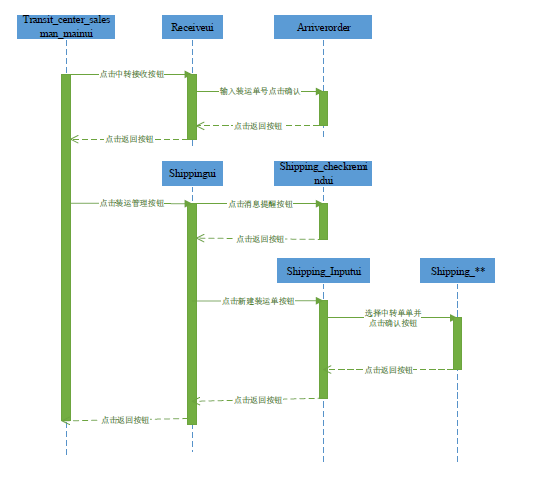 Transit_center_sales
man_mainui
Receiveui
Arriverorder
点击中转接收按钮
输入装运单号点击确认
点击返回按钮
点击返回按钮
Shippingui
Shipping_checkremi
ndui
点击装运管理按钮
点击消息提醒按钮
点击返回按钮
Shipping_Inputui
Shipping_**
点击新建装运单按钮
选择中转单单并
点击确认按钮
点击返回按钮
点击返回按钮
点击返回按钮